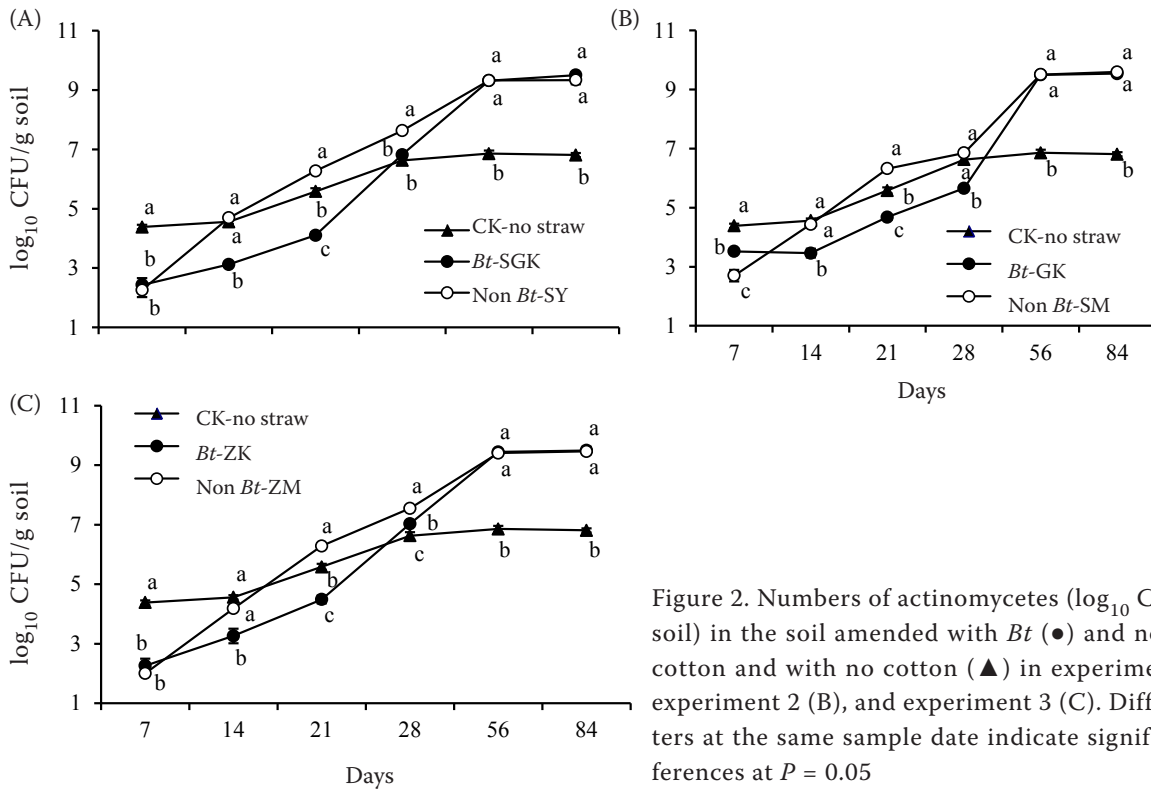 (A)
11
9
7
5
3
1
log10 CFU/g soil
a
b
b
a
a
b
a
b
c
a
b
b
a
a
b
a
a
b
CK-no straw
Bt-SGK
Non Bt-SY
(B)
11
9
7
5
3
1
a
b
c
a
a
b
a
b
c
a
a
b
a
a
b
a
a
b
CK-no straw
Bt-GK
Non Bt-SM
7 14 21 28 56 84
Days
(C)
11
9
7
5
3
1
log10 CFU/g soil
CK-no straw
Bt-ZK
Non Bt-ZM
a
b
b
a
a
b
a
b
c
a
b
c
a
a
b
a
a
b
7 14 21 28 56 84
Days
Figure 2. Numbers of actinomycetes (log10 C
soil) in the soil amended with Bt (●) and no
cotton and with no cotton (▲) in experime
experiment 2 (B), and experiment 3 (C). Diff
ters at the same sample date indicate signif
ferences at P = 0.05